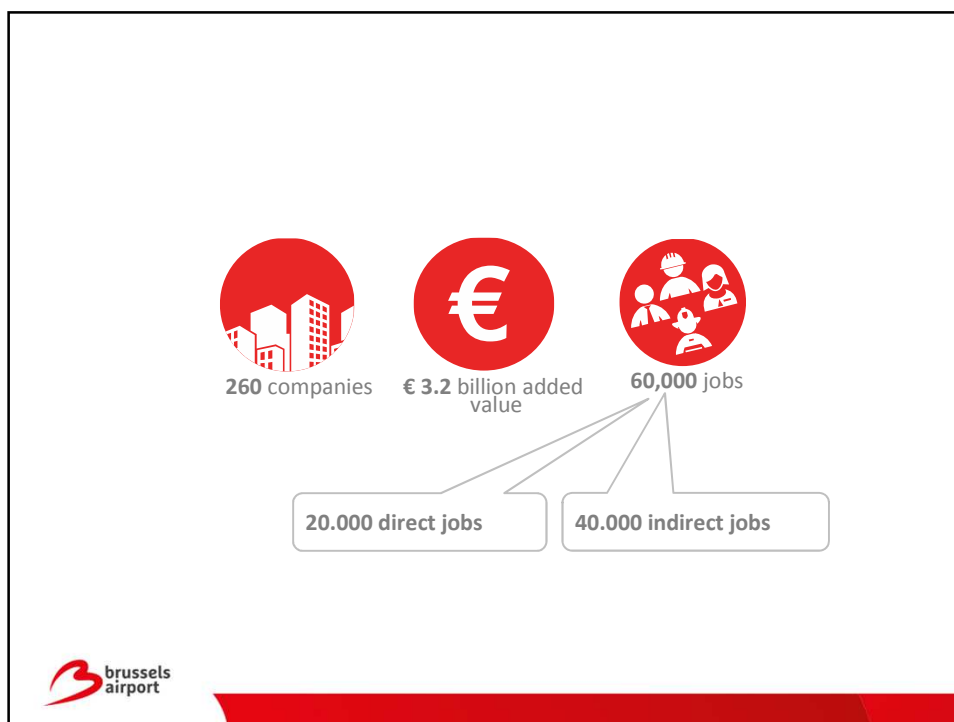 €
260 companies
€ 3.2 billion added
value
60,000 jobs
20.000 direct jobs
40.000 indirect jobs
brussels
airport